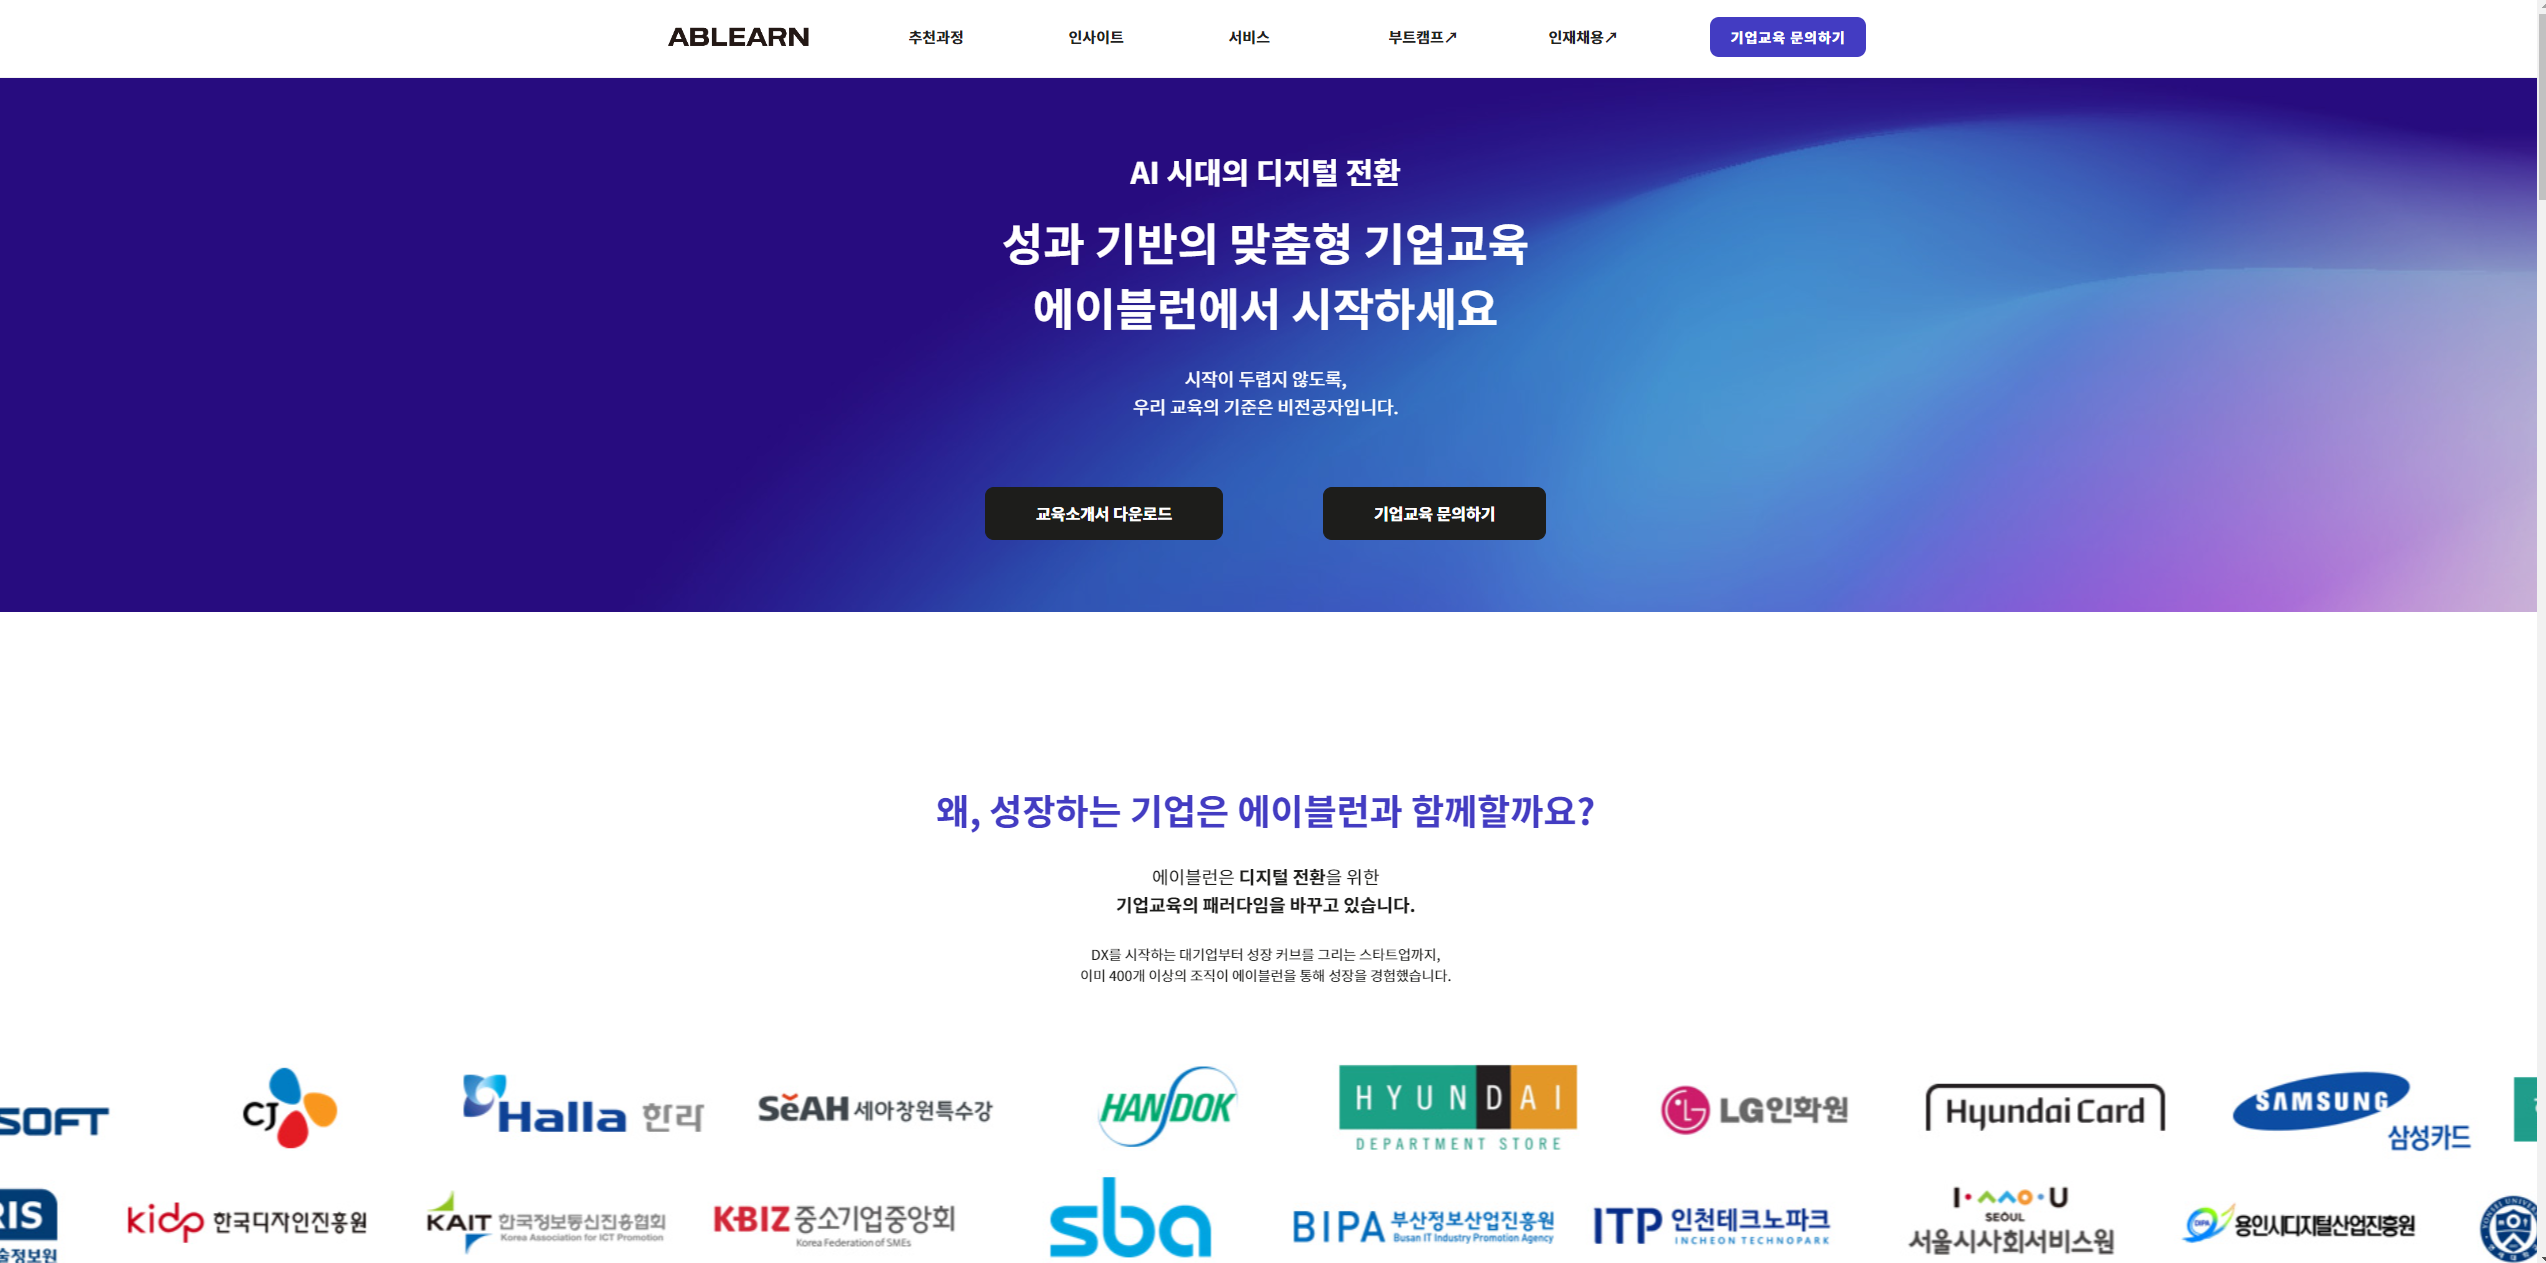 ABLEARN 추천과정 인사이트 서비스 부트캠프↗ 인재채용↗ 기업교육 문의하기
AI 시대의 디지털 전환
성과 기반의 맞춤형 기업교육
에이블런에서 시작하세요
시작이 두렵지 않도록,
우리 교육의 기준은 비전공자입니다.
교육소개서 다운로드 기업교육 문의하기
왜, 성장하는 기업은 에이블런과 함께할까요?
에이블런은 디지털 전환을 위한
기업교육의 패러다임을 바꾸고 있습니다.
DX를 시작하는 대기업부터 성장 커브를 그리는 스타트업까지,
이미 400개 이상의 조직이 에이블런을 통해 성장을 경험했습니다.
SOFT
CJ
Halla 한라
SeAH 세아창원특수강
HANDOK
HYUNDAI
DEPARTMENT STORE
LG인화원
Hyundai Card
SAMSUNG
삼성카드
RIS
술정보원
kidp 한국디자인진흥원
KAIT 한국정보통신진흥협회
Korea Association for ICT Promotion
KBIZ 중소기업중앙회
Korea Federation of SMEs
sba
BIPA 부산정보산업진흥원
Busan IT Industry Promotion Agency
ITP 인천테크노파크
INCHEON TECHNOPARK
I·SEOUL·U
서울시사회서비스원
DIPA 용인시디지털산업진흥원